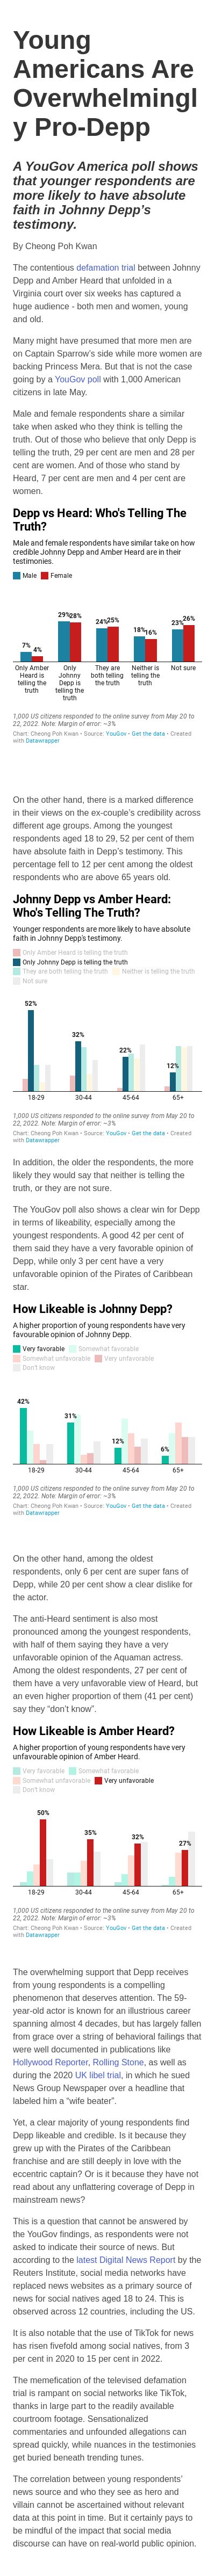 Young
Americans Are
Overwhelmingl
y Pro-Depp
A YouGov America poll shows
that younger respondents are
more likely to have absolute
faith in Johnny Depp's
testimony.
By Cheong Poh Kwan
The contentious defamation trial between Johnny
Depp and Amber Heard that unfolded in a
Virginia court over six weeks has captured a
huge audience - both men and women, young
and old.
Many might have presumed that more men are
on Captain Sparrow's side while more women are
backing Princess Mera. But that is not the case
going by a YouGov poll with 1,000 American
citizens in late May.
Male and female respondents share a similar
take when asked who they think is telling the
truth. Out of those who believe that only Depp is
telling the truth, 29 per cent are men and 28 per
cent are women. And of those who stand by
Heard, 7 per cent are men and 4 per cent are
women.
Depp vs Heard: Who's Telling The
Truth?
Male and female respondents have similar take on how
credible Johnny Depp and Amber Heard are in their
testimonies.
Male Female
7% 4% 29% 28% 24% 25% 18% 16% 23% 26%
Only Amber Heard is telling the truth
Only Johnny Depp is telling the truth
They are both telling the truth
Neither is telling the truth
Not sure
1,000 US citizens responded to the online survey from May 20 to
22, 2022. Note: Margin of error: ~3%
Chart: Cheong Poh Kwan • Source: YouGov • Get the data • Created
with Datawrapper
On the other hand, there is a marked difference
in their views on the ex-couple's credibility across
different age groups. Among the youngest
respondents aged 18 to 29, 52 per cent of them
have absolute faith in Depp's testimony. This
percentage fell to 12 per cent among the oldest
respondents who are above 65 years old.
Johnny Depp vs Amber Heard:
Who's Telling The Truth?
Younger respondents are more likely to have absolute
faith in Johnny Depp's testimony.
Only Amber Heard is telling the truth
Only Johnny Depp is telling the truth
They are both telling the truth Neither is telling the truth
Not sure
52% 32% 22% 12%
18-29 30-44 45-64 65+
1,000 US citizens responded to the online survey from May 20 to
22, 2022. Note: Margin of error: ~3%
Chart: Cheong Poh Kwan • Source: YouGov • Get the data • Created
with Datawrapper
In addition, the older the respondents, the more
likely they would say that neither is telling the
truth, or they are not sure.
The YouGov poll also shows a clear win for Depp
in terms of likeability, especially among the
youngest respondents. A good 42 per cent of
them said they have a very favorable opinion of
Depp, while only 3 per cent have a very
unfavorable opinion of the Pirates of Caribbean
star.
How Likeable is Johnny Depp?
A higher proportion of young respondents have very
favourable opinion of Johnny Depp.
Very favorable Somewhat favorable
Somewhat unfavorable Very unfavorable
Don't know
42% 31% 12% 6%
18-29 30-44 45-64 65+
1,000 US citizens responded to the online survey from May 20 to
22, 2022. Note: Margin of error: ~3%
Chart: Cheong Poh Kwan • Source: YouGov • Get the data • Created
with Datawrapper
On the other hand, among the oldest
respondents, only 6 per cent are super fans of
Depp, while 20 per cent show a clear dislike for
the actor.
The anti-Heard sentiment is also most
pronounced among the youngest respondents,
with half of them saying they have a very
unfavorable opinion of the Aquaman actress.
Among the oldest respondents, 27 per cent of
them have a very unfavorable view of Heard, but
an even higher proportion of them (41 per cent)
say they "don't know".
How Likeable is Amber Heard?
A higher proportion of young respondents have very
unfavourable opinion of Amber Heard.
Very favorable Somewhat favorable
Somewhat unfavorable Very unfavorable
Don't know
50% 35% 32% 27%
18-29 30-44 45-64 65+
1,000 US citizens responded to the online survey from May 20 to
22, 2022. Note: Margin of error: ~3%
Chart: Cheong Poh Kwan • Source: YouGov • Get the data • Created
with Datawrapper
The overwhelming support that Depp receives
from young respondents is a compelling
phenomenon that deserves attention. The 59-
year-old actor is known for an illustrious career
spanning almost 4 decades, but has largely fallen
from grace over a string of behavioral failings that
were well documented in publications like
Hollywood Reporter, Rolling Stone, as well as
during the 2020 UK libel trial, in which he sued
News Group Newspaper over a headline that
labeled him a "wife beater".
Yet, a clear majority of young respondents find
Depp likeable and credible. Is it because they
grew up with the Pirates of the Caribbean
franchise and are still deeply in love with the
eccentric captain? Or is it because they have not
read about any unflattering coverage of Depp in
mainstream news?
This is a question that cannot be answered by
the YouGov findings, as respondents were not
asked to indicate their source of news. But
according to the latest Digital News Report by the
Reuters Institute, social media networks have
replaced news websites as a primary source of
news for social natives aged 18 to 24. This is
observed across 12 countries, including the US.
It is also notable that the use of TikTok for news
has risen fivefold among social natives, from 3
per cent in 2020 to 15 per cent in 2022.
The memefication of the televised defamation
trial is rampant on social networks like TikTok,
thanks in large part to the readily available
courtroom footage. Sensationalized
commentaries and unfounded allegations can
spread quickly, while nuances in the testimonies
get buried beneath trending tunes.
The correlation between young respondents'
news source and who they see as hero and
villain cannot be ascertained without relevant
data at this point in time. But it certainly pays to
be mindful of the impact that social media
discourse can have on real-world public opinion.